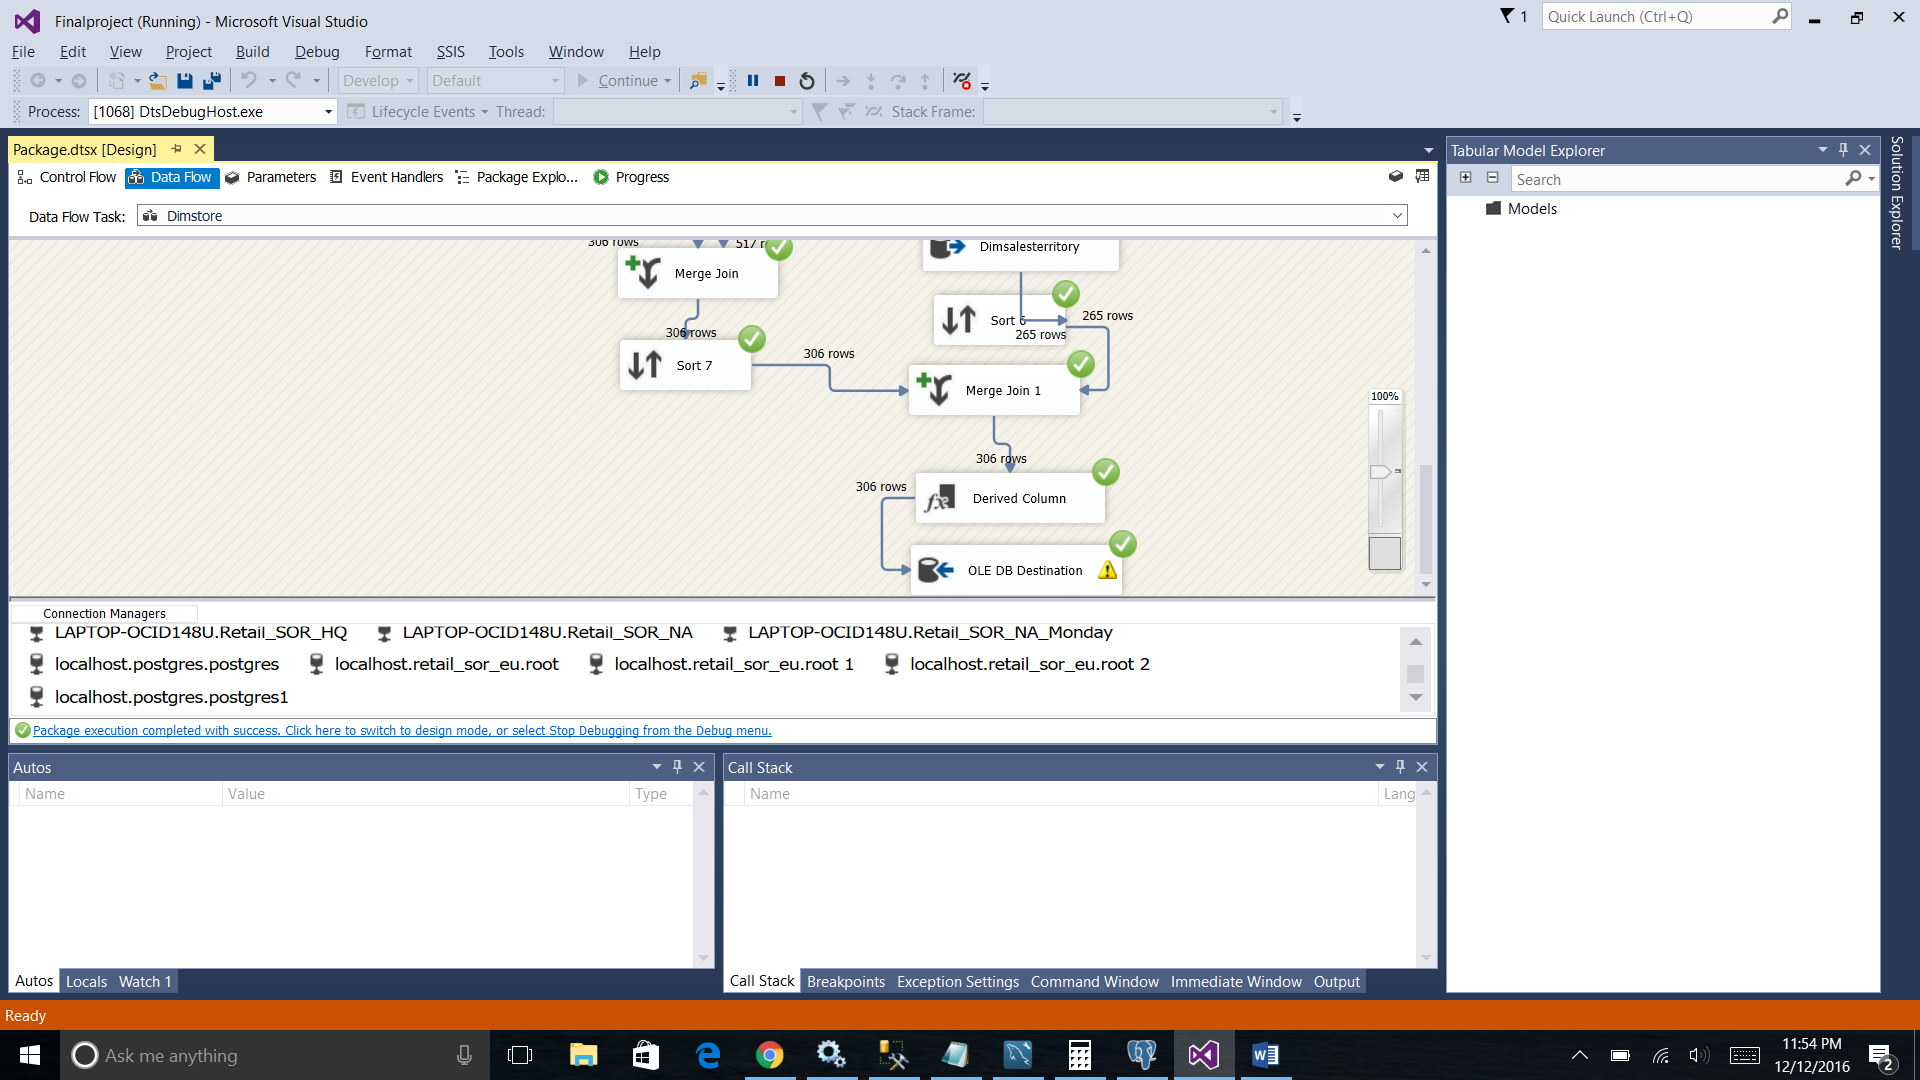 Finalproject (Running) - Microsoft Visual Studio
1
Quick Launch (Ctrl+Q)
File Edit View Project Build Debug Format SSIS Tools Window Help
Develop Default Continue
Process: [1068] DtsDebugHost.exe Lifecycle Events Thread: Stack Frame:
Package.dtsx [Design]
Control Flow Data Flow Parameters Event Handlers Package Explo... Progress
Data Flow Task: Dimstore
306 rows 517 r
Merge Join
Dimsalesterritory
306 rows
Sort 7
306 rows
Sort 6
265 rows
265 rows
Merge Join 1
306 rows
306 rows
Derived Column
OLE DB Destination
100%
Connection Managers
LAPTOP-OCID148U.Retail_SOR_HQ LAPTOP-OCID148U.Retail_SOR_NA LAPTOP-OCID148U.Retail_SOR_NA_Monday
localhost.postgres.postgres localhost.retail_sor_eu.root localhost.retail_sor_eu.root 1 localhost.retail_sor_eu.root 2
localhost.postgres.postgres1
Package execution completed with success. Click here to switch to design mode, or select Stop Debugging from the Debug menu.
Autos
Name Value Type
Autos Locals Watch 1
Call Stack
Name Lang
Call Stack Breakpoints Exception Settings Command Window Immediate Window Output
Tabular Model Explorer
Search
Models
Solution Explorer
Ready
Ask me anything
11:54 PM
12/12/2016
2